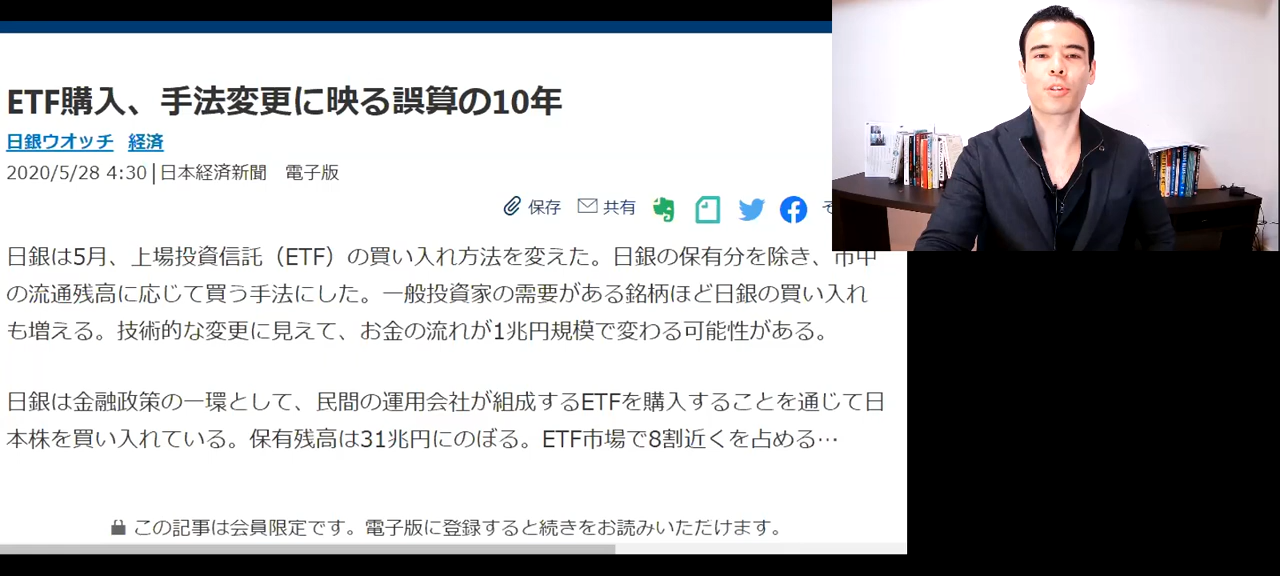 ETF購入、手法変更に映る誤算の10年
日銀ウオッチ 経済
2020/5/28 4:30 | 日本経済新聞 電子版
保存 共有 そ
日銀は5月、上場投資信託（ETF）の買い入れ方法を変えた。日銀の保有分を除き、市中
の流通残高に応じて買う手法にした。一般投資家の需要がある銘柄ほど日銀の買い入れ
も増える。技術的な変更に見えて、お金の流れが1兆円規模で変わる可能性がある。
日銀は金融政策の一環として、民間の運用会社が組成するETFを購入することを通じて日
本株を買い入れている。保有残高は31兆円にのぼる。ETF市場で8割近くを占める…
この記事は会員限定です。電子版に登録すると続きをお読みいただけます。